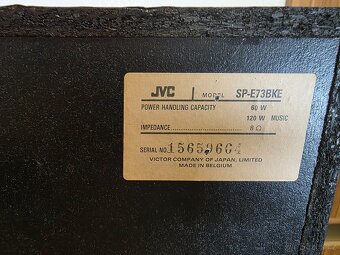 JVC MODEL SP-E73BKE
POWER HANDLING CAPACITY 60 W
120 W MUSIC
IMPEDANCE 8 Ω
SERIAL NO. 15659664
VICTOR COMPANY OF JAPAN, LIMITED
MADE IN BELGIUM